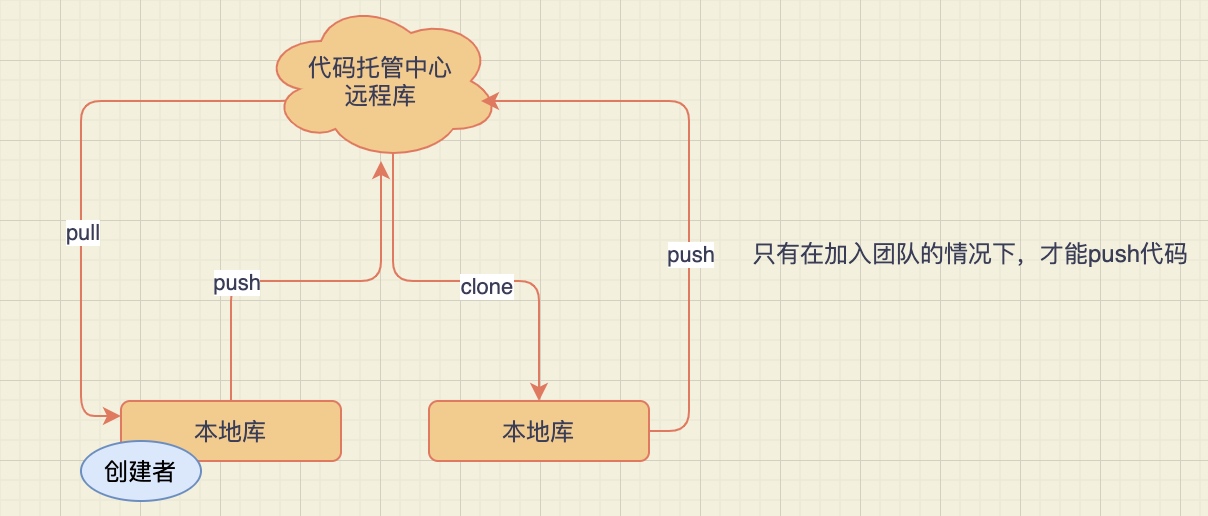 代码托管中心
远程库
pull
push
clone
push
只有在加入团队的情况下，才能push代码
本地库
本地库
创建者